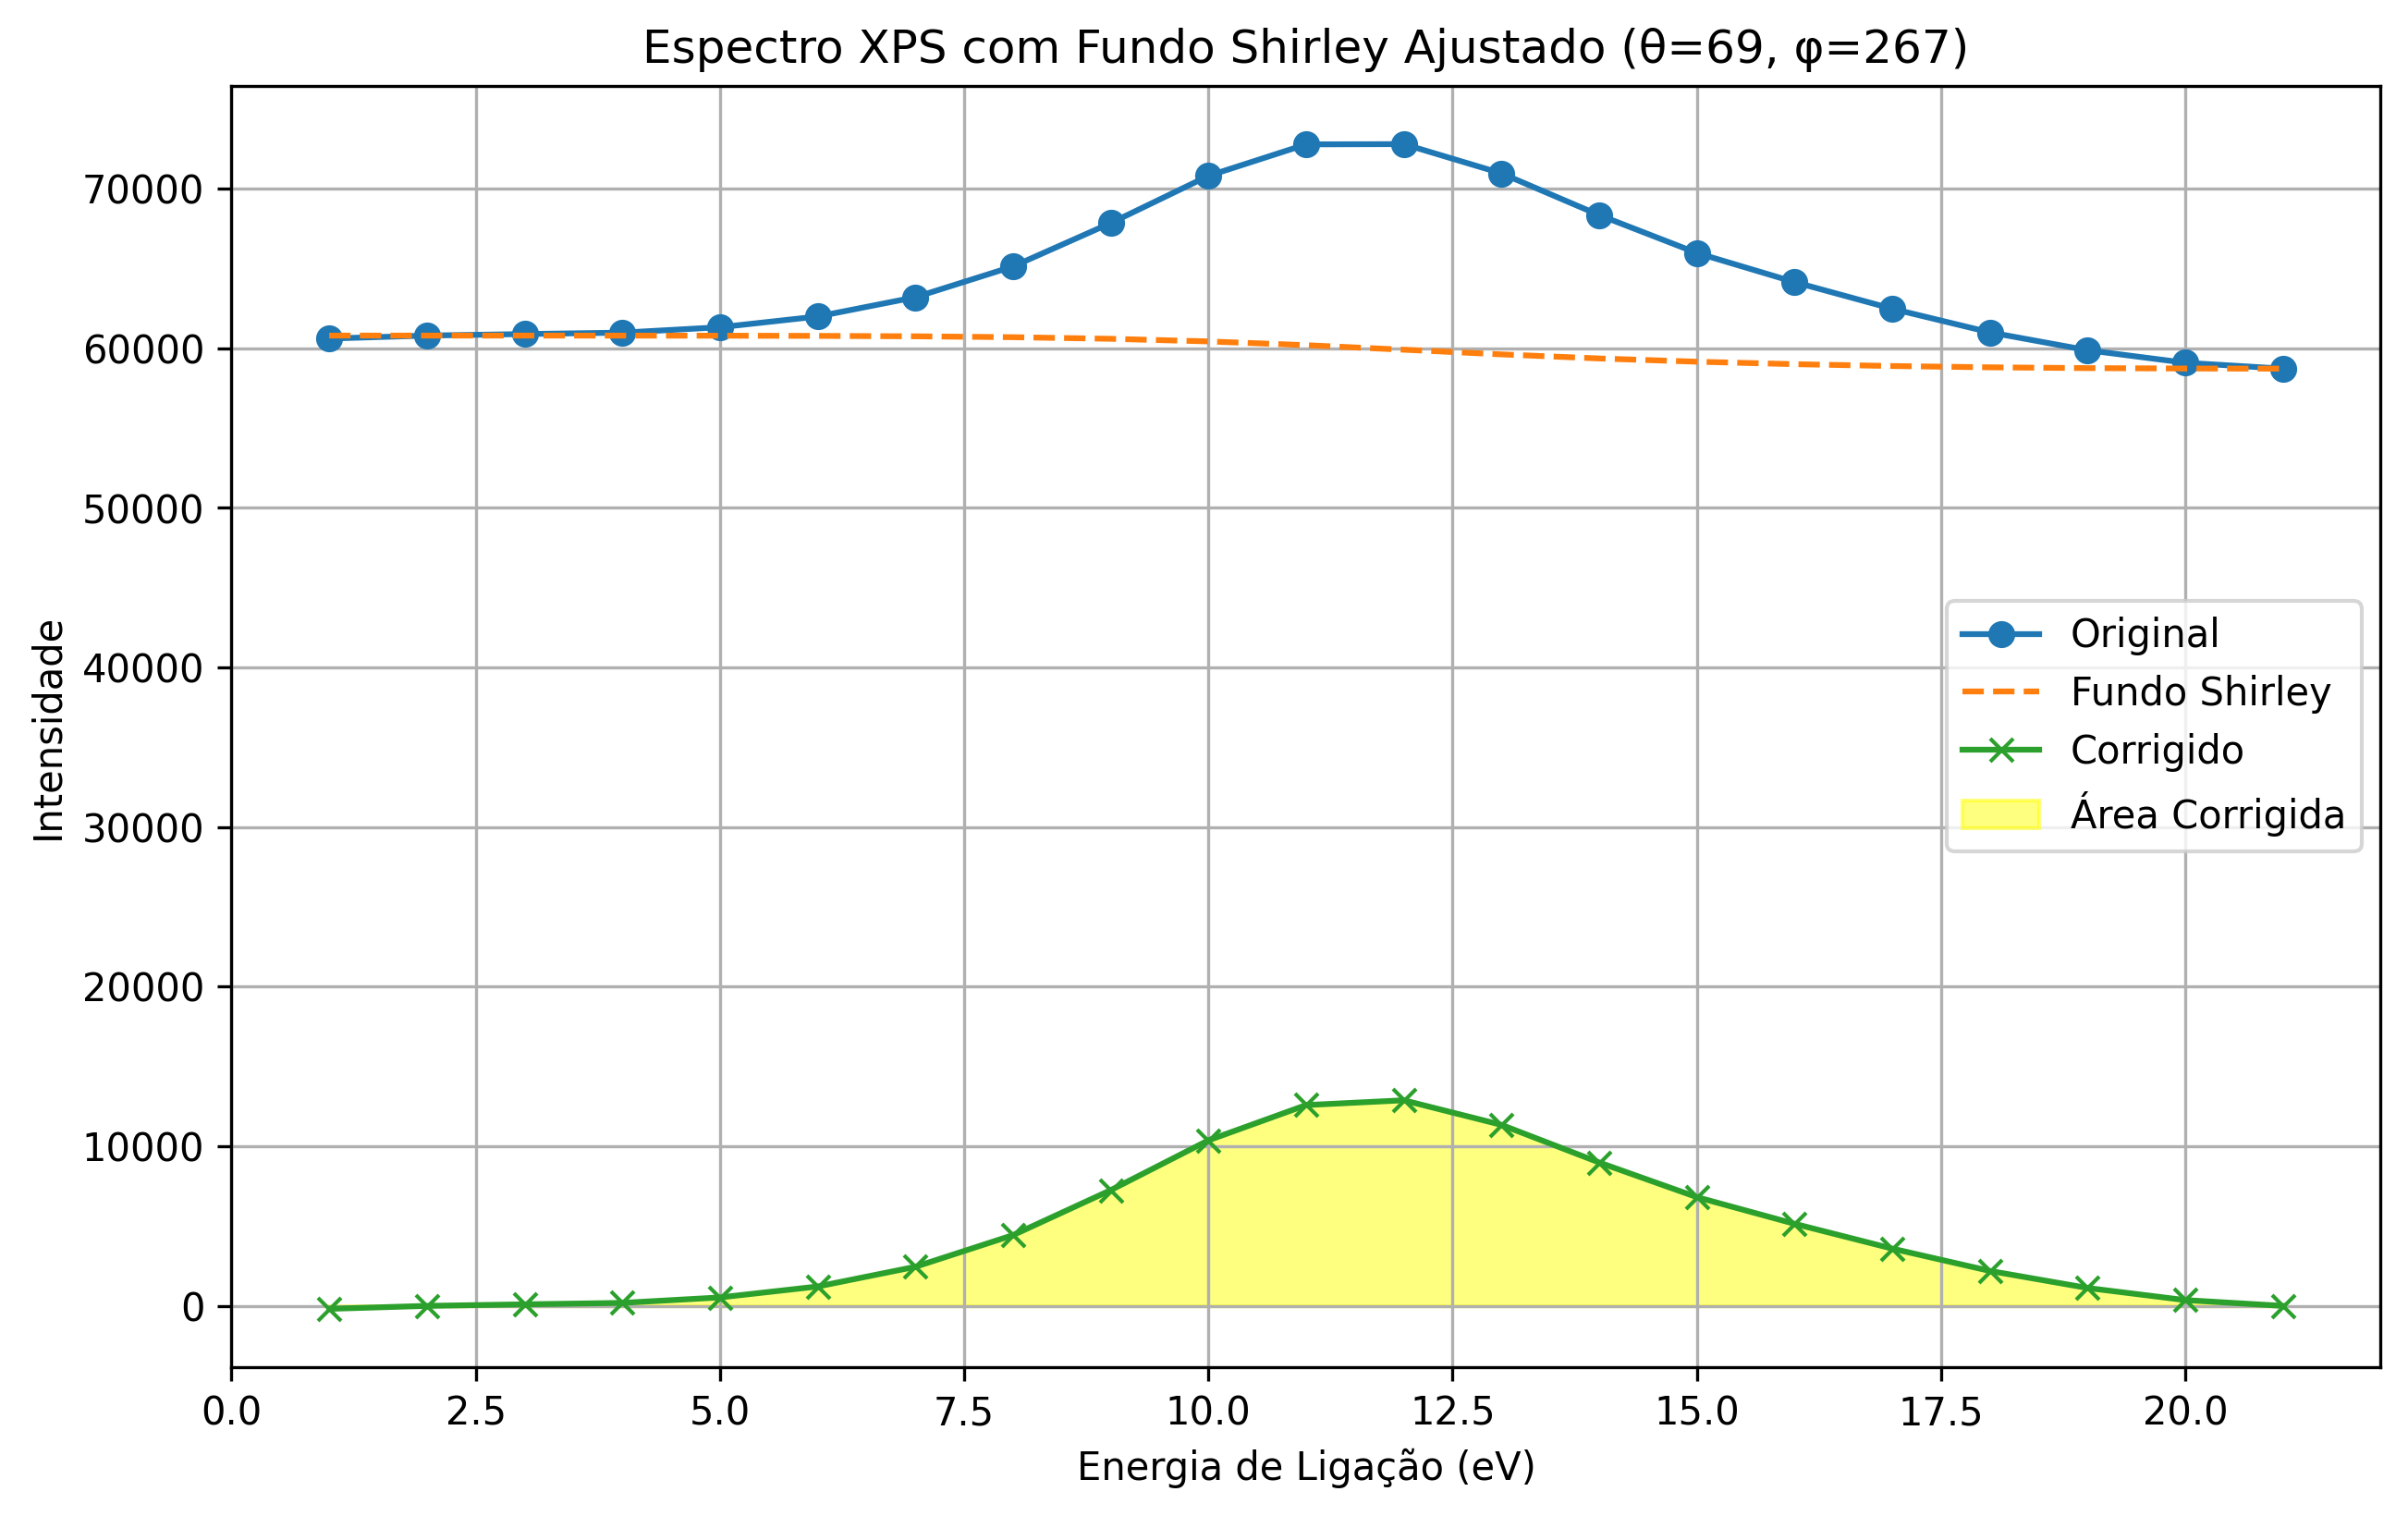 Espectro XPS com Fundo Shirley Ajustado (θ=69, φ=267)
Intensidade
70000
60000
50000
40000
30000
20000
10000
0
Original
Fundo Shirley
Corrigido
Área Corrigida
0.0 2.5 5.0 7.5 10.0 12.5 15.0 17.5 20.0
Energia de Ligação (eV)